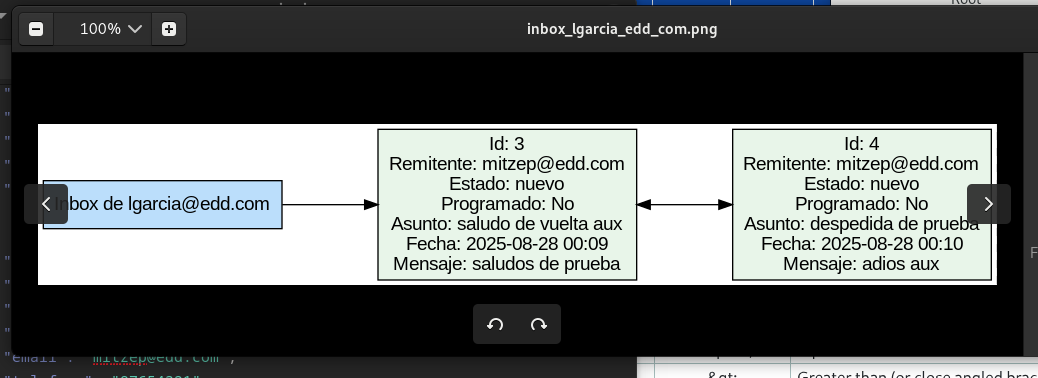 Root
100%
inbox_lgarcia_edd_com.png
Inbox de lgarcia@edd.com
Id: 3
Remitente: mitzep@edd.com
Estado: nuevo
Programado: No
Asunto: saludo de vuelta aux
Fecha: 2025-08-28 00:09
Mensaje: saludos de prueba
Id: 4
Remitente: mitzep@edd.com
Estado: nuevo
Programado: No
Asunto: despedida de prueba
Fecha: 2025-08-28 00:10
Mensaje: adios aux
"email": "mitzep@edd.com",
&gt;
Greater than (or close angled brac